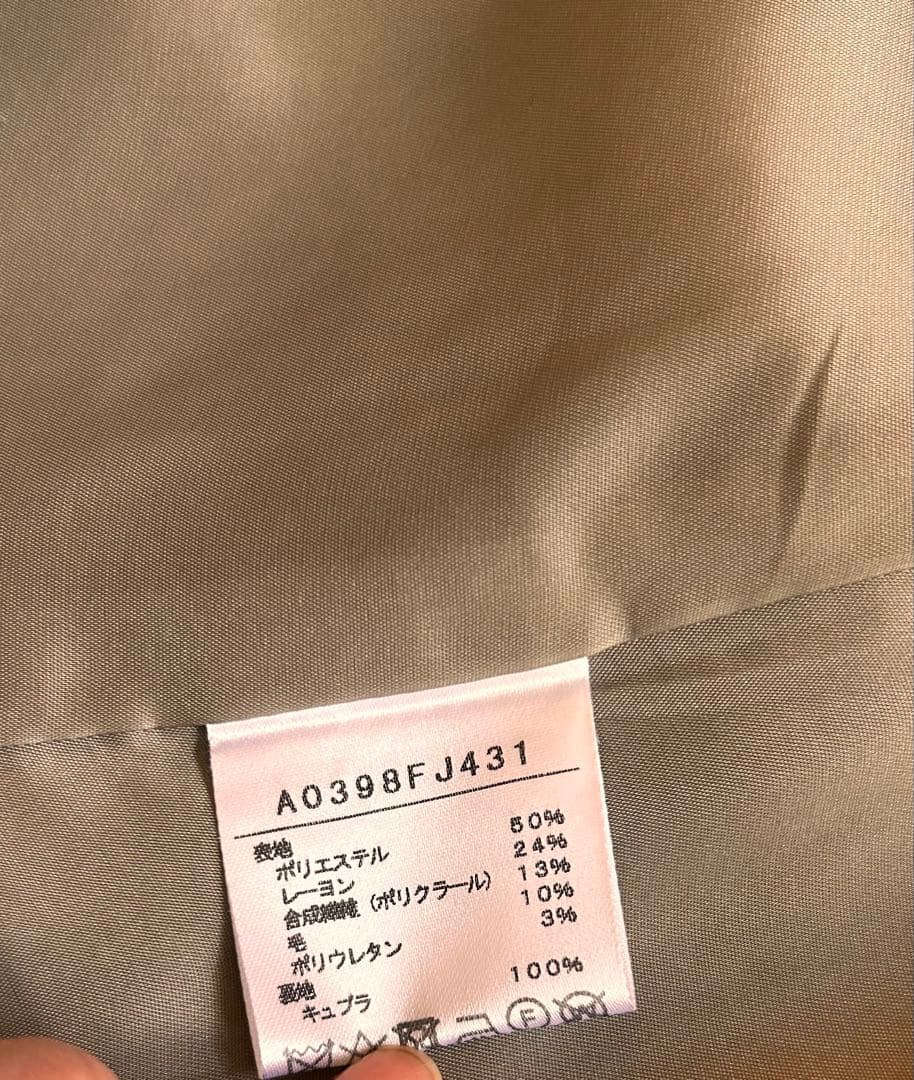 A0398FJ431
表地
ポリエステル 50%
レーヨン 24%
合成繊維(ポリクラール) 13%
毛 10%
ポリウレタン 3%
裏地
キュプラ 100%
F
W